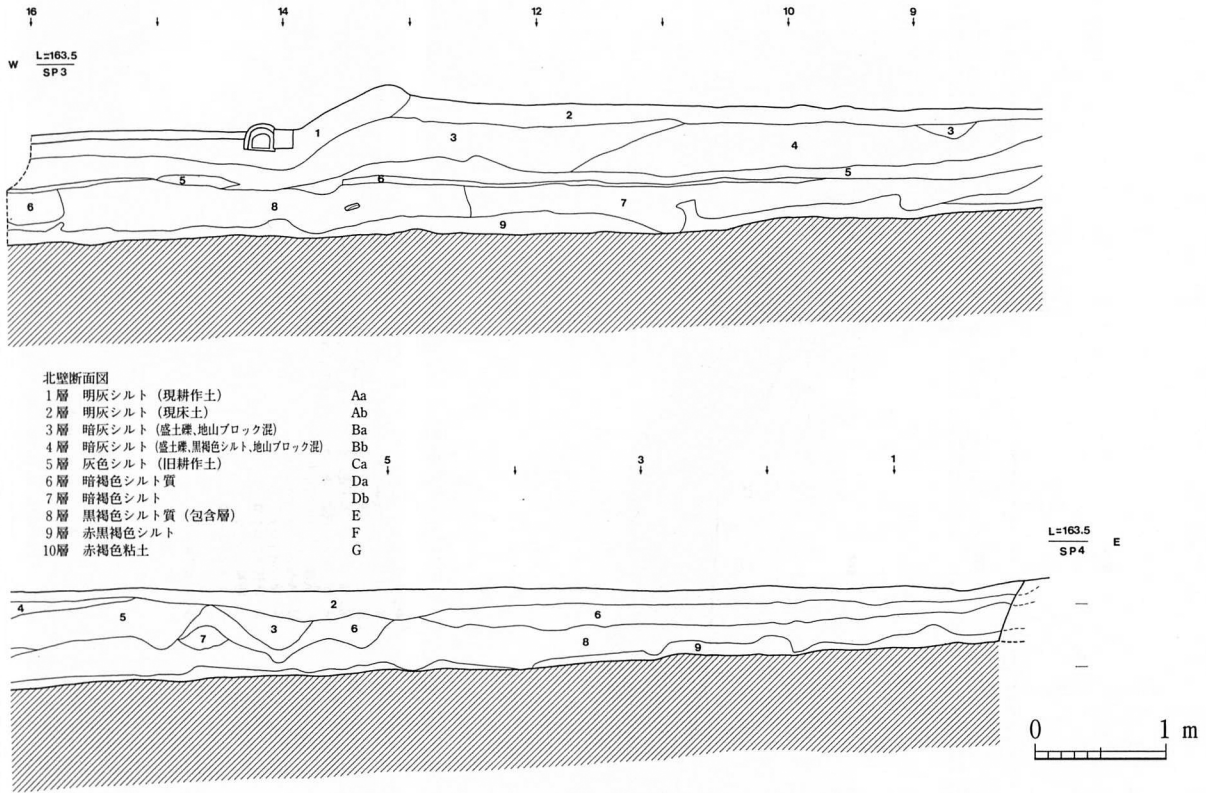 16 14 12 10 9
W L=163.5
SP3
1 2 3 3 4
5 6 5
6 8 7
9
北壁断面図
1層 明灰シルト(現耕作土) Aa
2層 明灰シルト(現床土) Ab
3層 暗灰シルト(盛土礫、地山ブロック混) Ba
4層 暗灰シルト(盛土礫、黒褐色シルト、地山ブロック混) Bb
5層 灰色シルト(旧耕作土) Ca
6層 暗褐色シルト質 Da
7層 暗褐色シルト Db
8層 黒褐色シルト質(包含層) E
9層 赤黒褐色シルト F
10層 赤褐色粘土 G
5 3 1
L=163.5
SP4 E
4 5 2 6
7 3 6 8 9
0 1 m